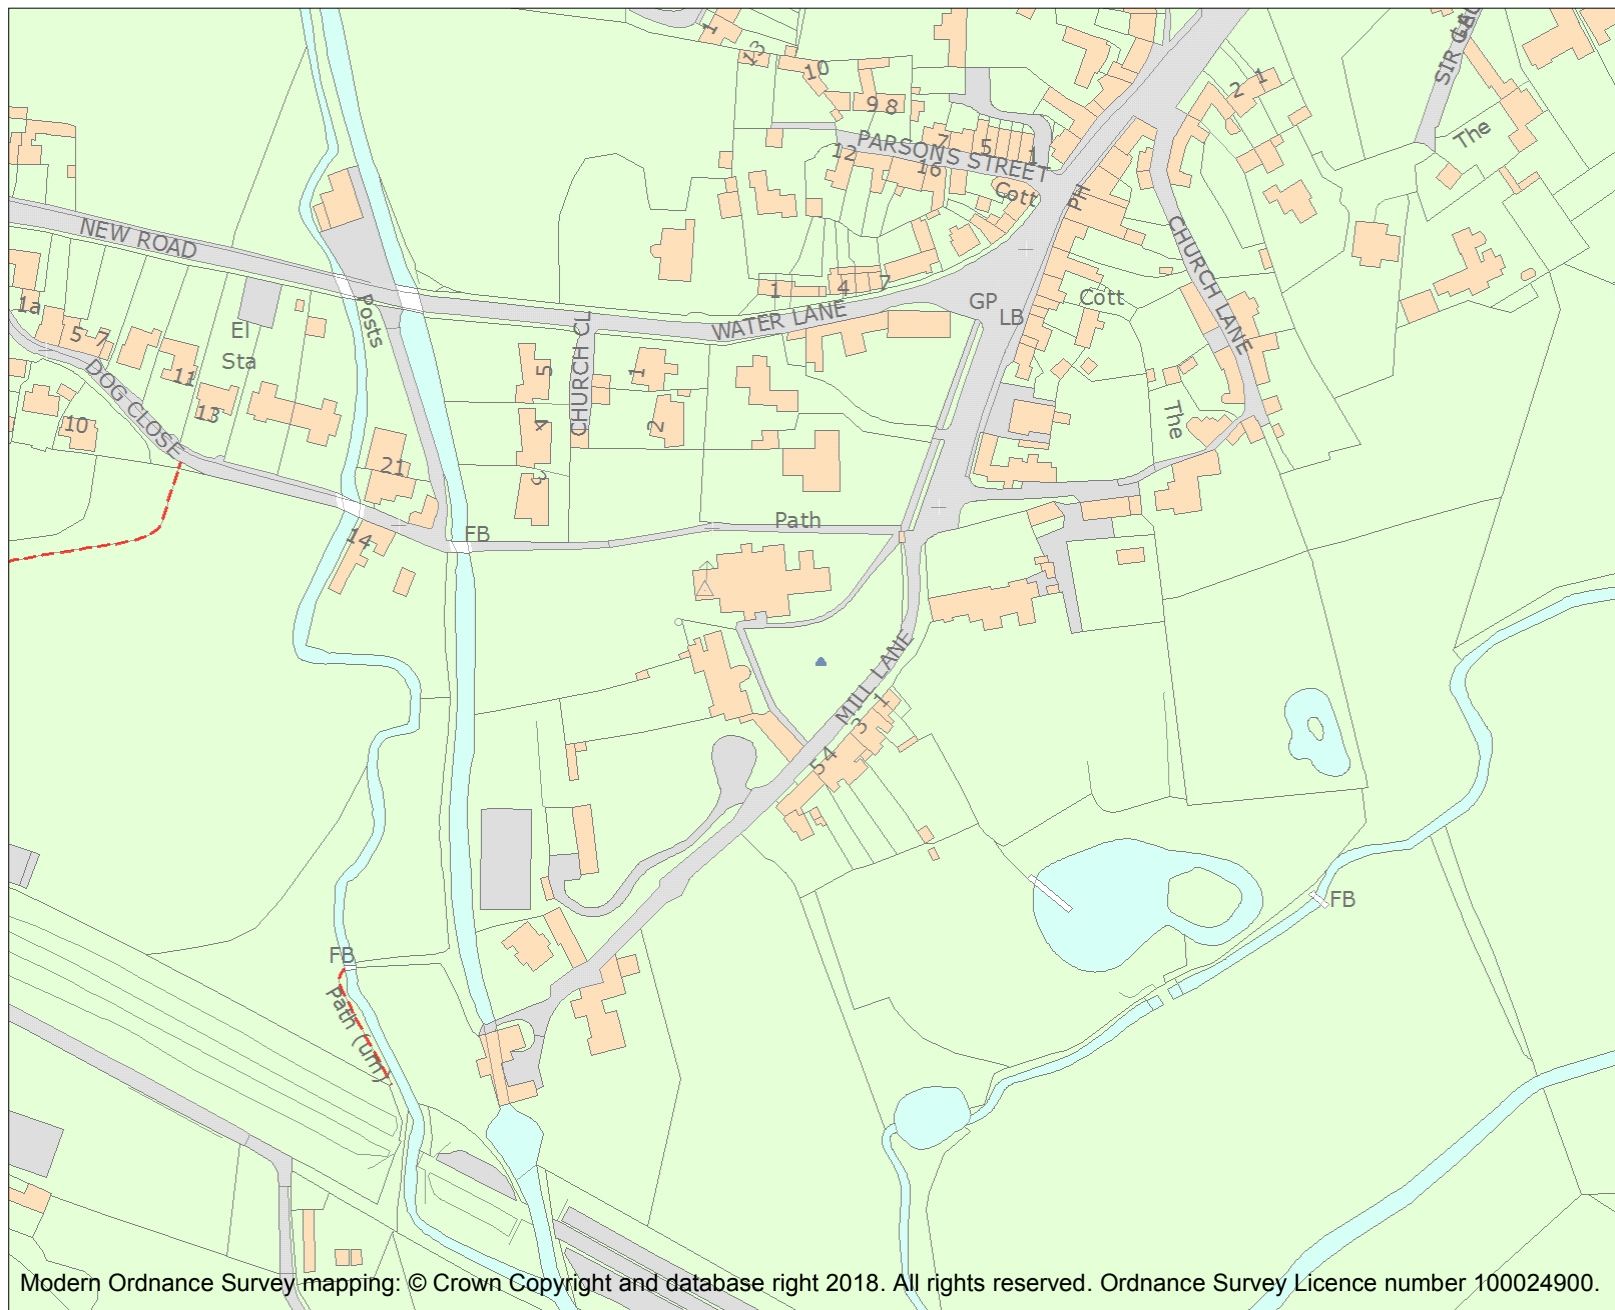 1
13
10
9 8
7
5
1
PARSONS STREET
12
16
Cott
PH
2 1
SIR
The
NEW ROAD
CHURCH LANE
1a
5 7
El
Sta
Posts
1
4
7
WATER LANE
GP
LB
Cott
CHURCH CL
5
1
4
2
3
11
13
10
DOG CLOSE
21
14
The
FB
Path
MILL LANE
1
3
4
5
FB
FB
Path (um)
Modern Ordnance Survey mapping: © Crown Copyright and database right 2018. All rights reserved. Ordnance Survey Licence number 100024900.